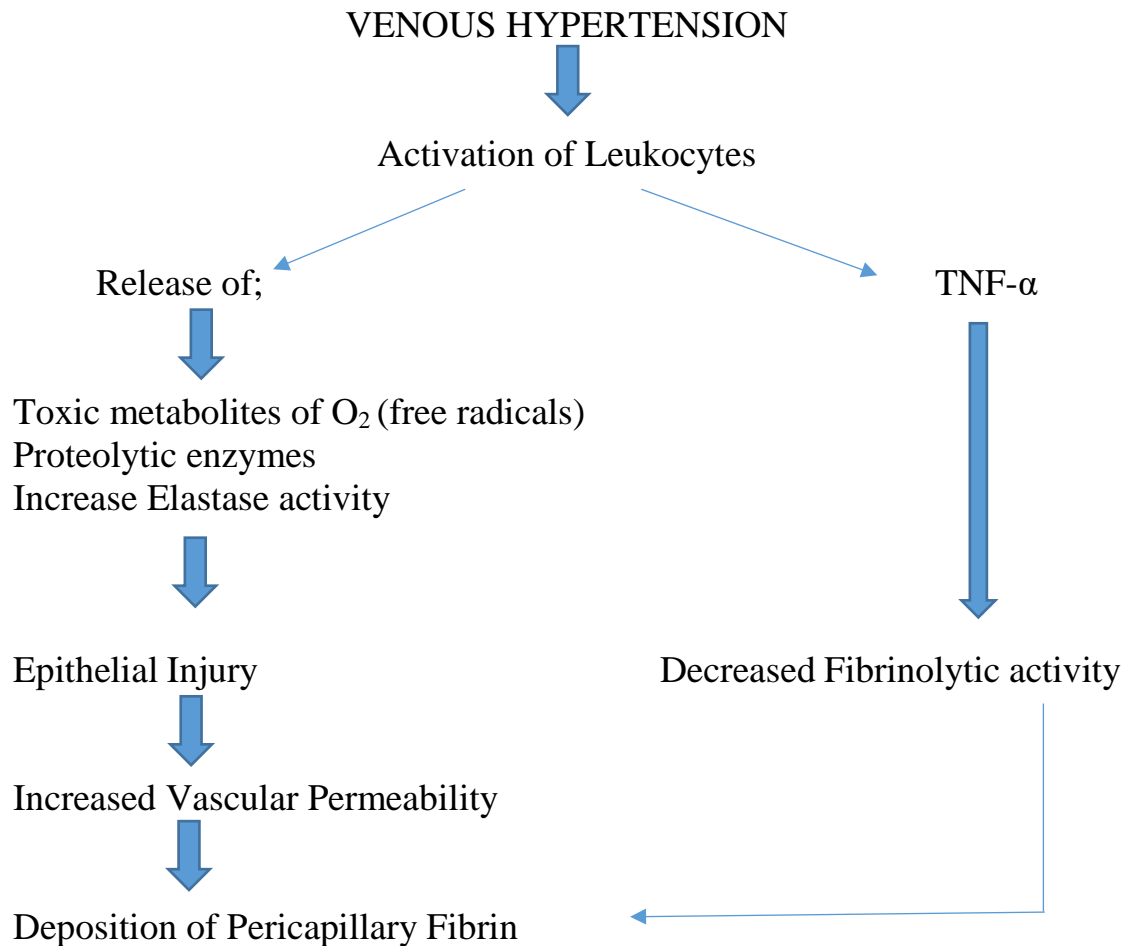 VENOUS HYPERTENSION
Activation of Leukocytes
Release of;
TNF-α
Toxic metabolites of O₂ (free radicals)
Proteolytic enzymes
Increase Elastase activity
Epithelial Injury
Decreased Fibrinolytic activity
Increased Vascular Permeability
Deposition of Pericapillary Fibrin